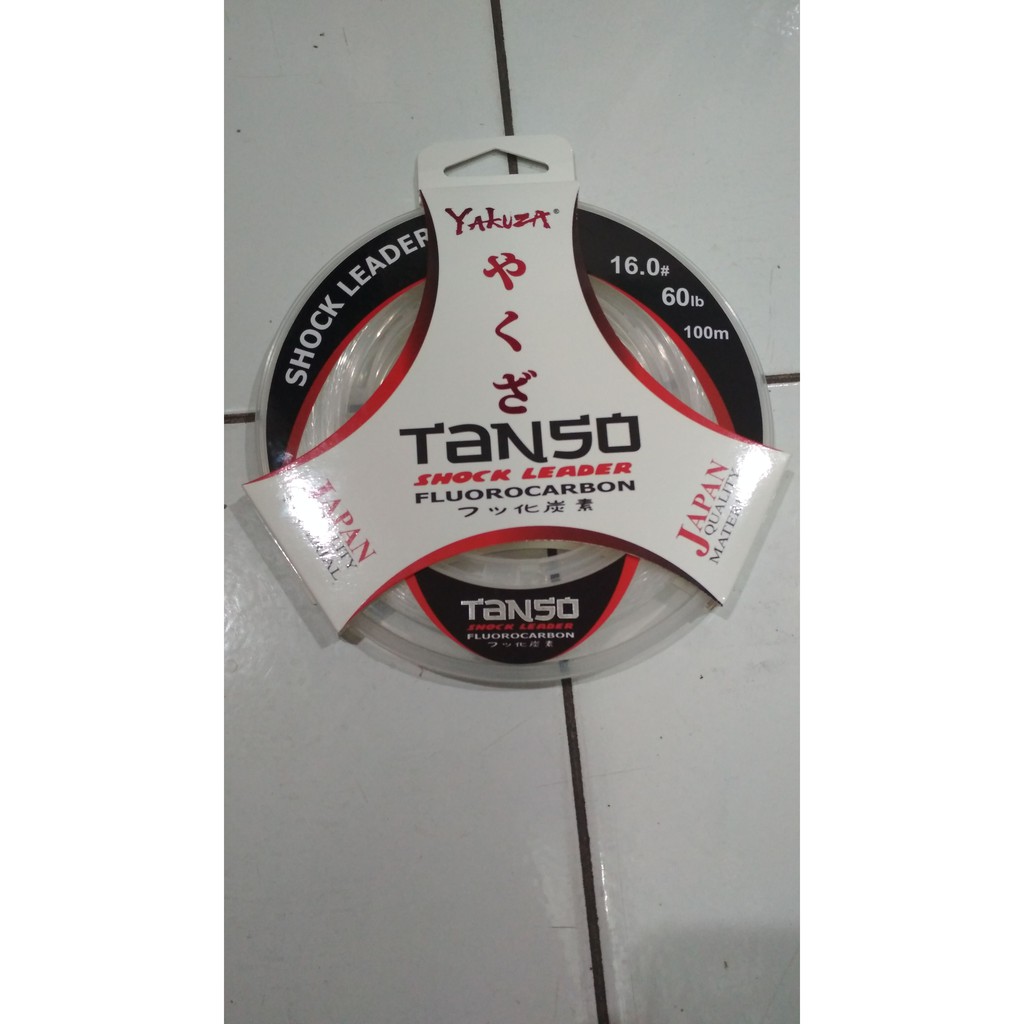 YAKUZA®
や
く
ざ
SHOCK LEADER
16.0#
60lb
100m
TANSO
SHOCK LEADER
FLUOROCARBON
フッ化炭素
JAPAN
JAPAN
QUALITY
TANSO
SHOCK LEADER
FLUOROCARBON
フッ化炭素